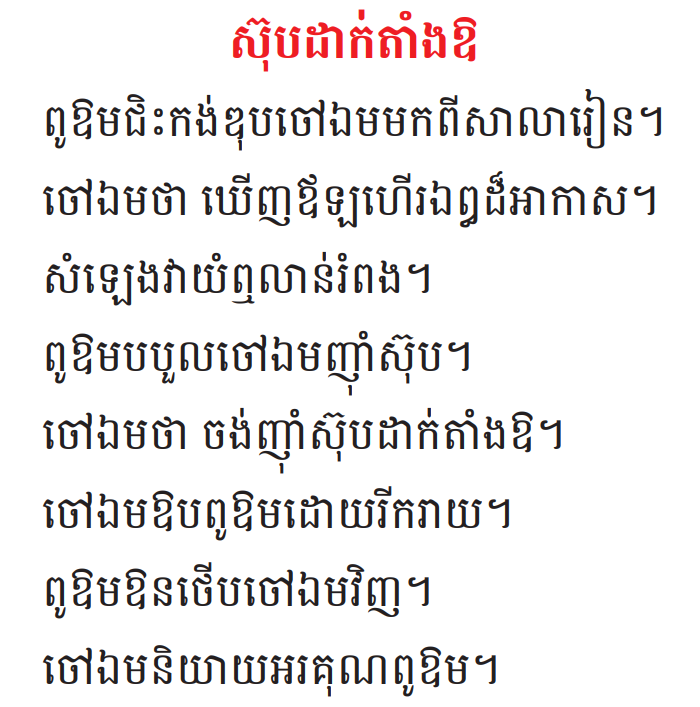 ស៊ុបដាក់តាំងឱ
ពូឱមជិះកង់ឌុបចៅឯមមកពីសាលារៀន។
ចៅឯមថា ឃើញឪឡហើរឯឰដ៏អាកាស។
សំឡេងវាយំឮលាន់រំពង។
ពូឱមបបួលចៅឯមញ៉ាំស៊ុប។
ចៅឯមថា ចង់ញ៉ាំស៊ុបដាក់តាំងឱ។
ចៅឯមឱបពូឱមដោយរីករាយ។
ពូឱមឱនថើបចៅឯមវិញ។
ចៅឯមនិយាយអរគុណពូឱម។